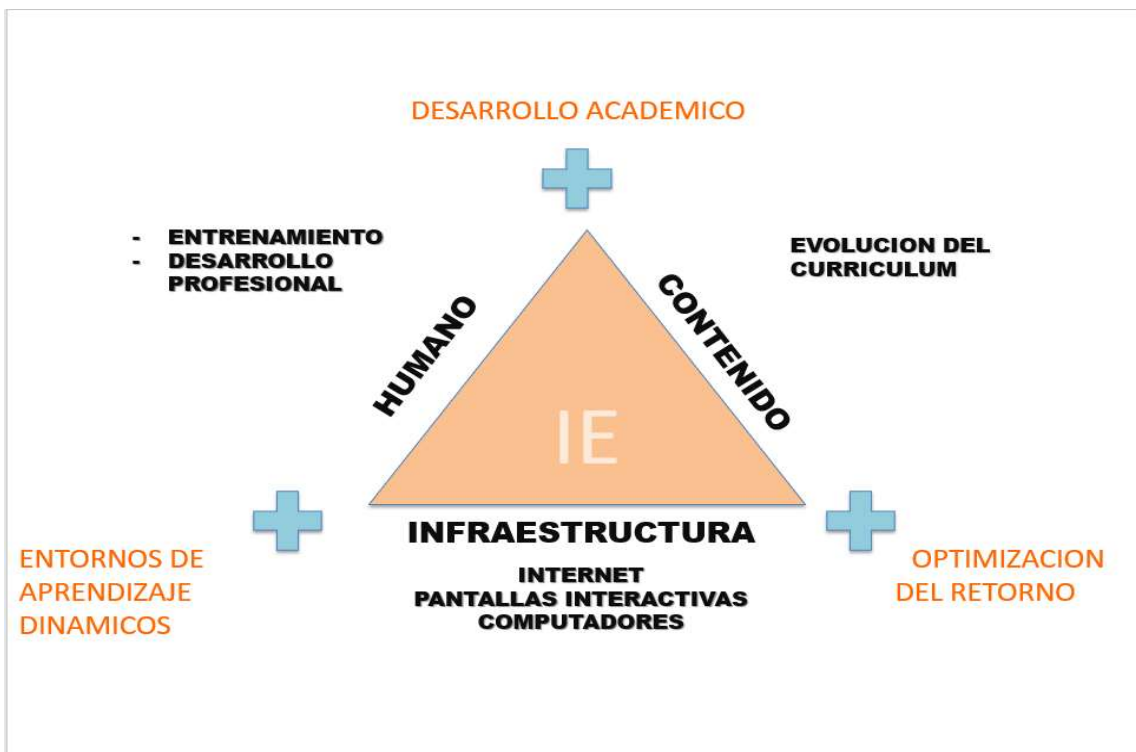 DESARROLLO ACADEMICO
- ENTRENAMIENTO
- DESARROLLO
PROFESIONAL
EVOLUCION DEL
CURRICULUM
HUMANO
CONTENIDO
IE
INFRAESTRUCTURA
INTERNET
PANTALLAS INTERACTIVAS
COMPUTADORES
ENTORNOS DE
APRENDIZAJE
DINAMICOS
OPTIMIZACION
DEL RETORNO